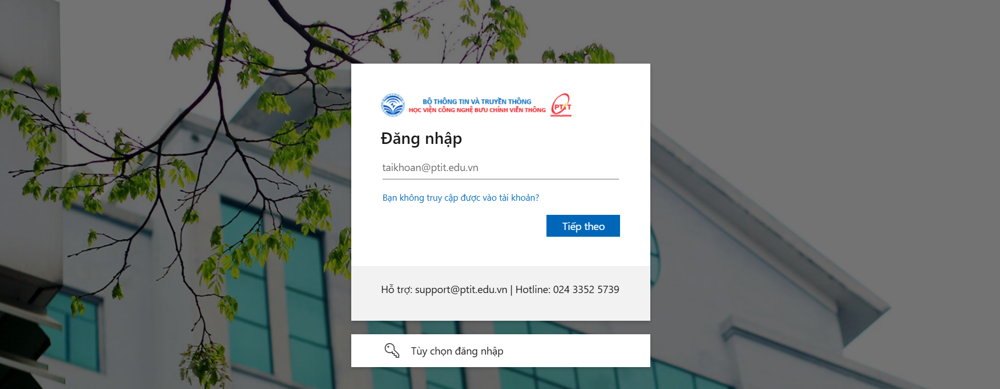 BỘ THÔNG TIN VÀ TRUYỀN THÔNG
HỌC VIỆN CÔNG NGHỆ BƯU CHÍNH VIỄN THÔNG
PTIT
Đăng nhập
taikhoan@ptit.edu.vn
Bạn không truy cập được vào tài khoản?
Tiếp theo
Hỗ trợ: support@ptit.edu.vn | Hotline: 024 3352 5739
Tùy chọn đăng nhập